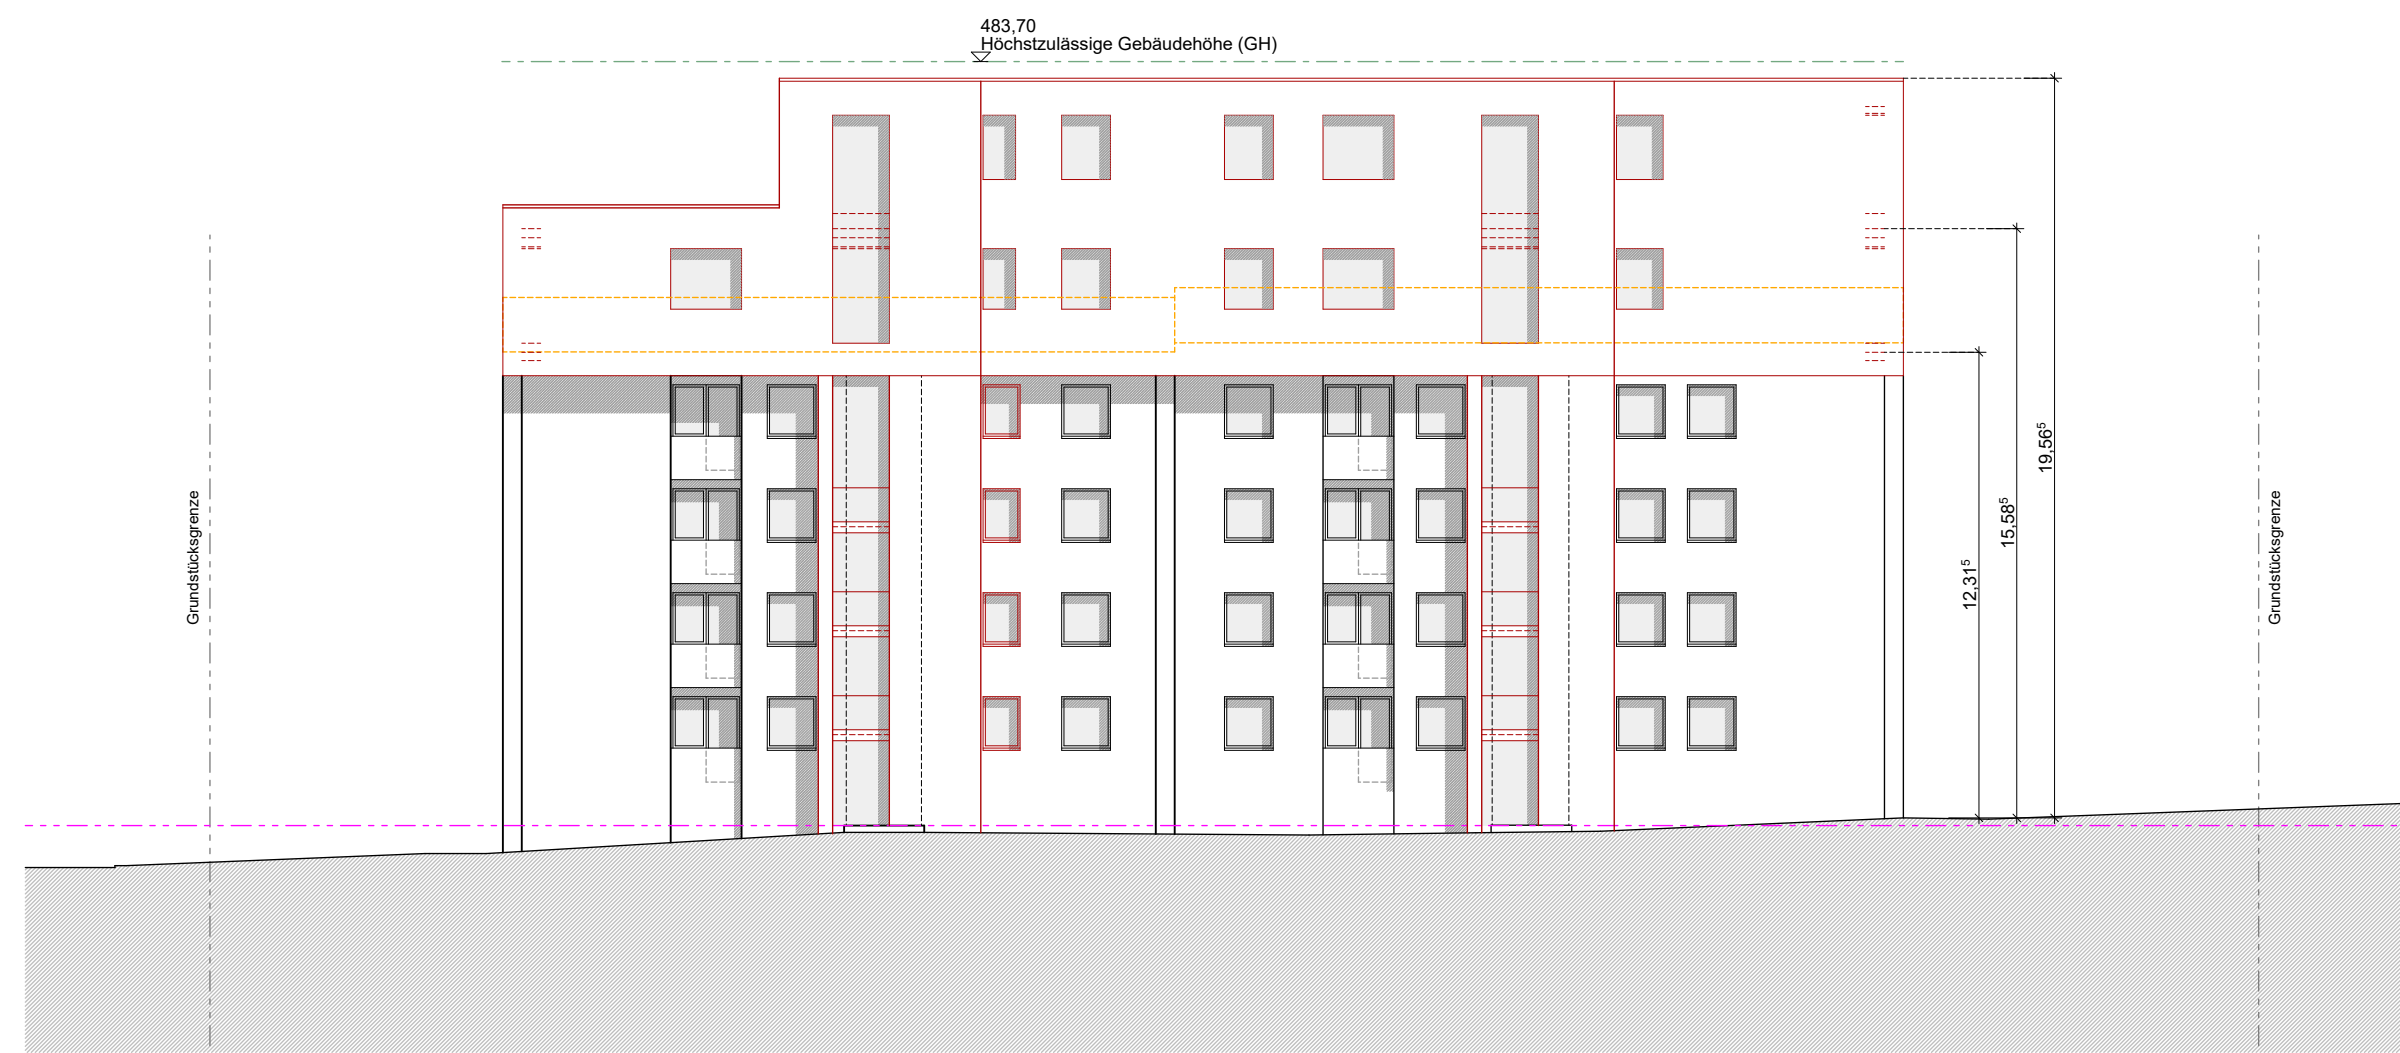 483,70
Höchstzulässige Gebäudehöhe (GH)
Grundstücksgrenze
12,31⁵
15,58⁵
19,56⁵
Grundstücksgrenze